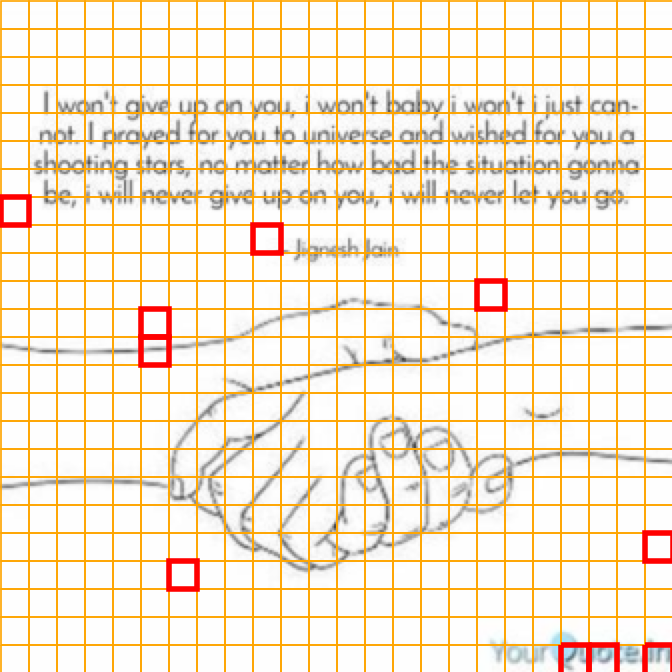 I won't give up on you, i won't baby i won't i just can-
not. I prayed for you to universe and wished for you a
shooting stars, no matter how bad the situation gonna
be, i will never give up on you, i will never let you go.
- Jignesh Jain
YourQuote.in